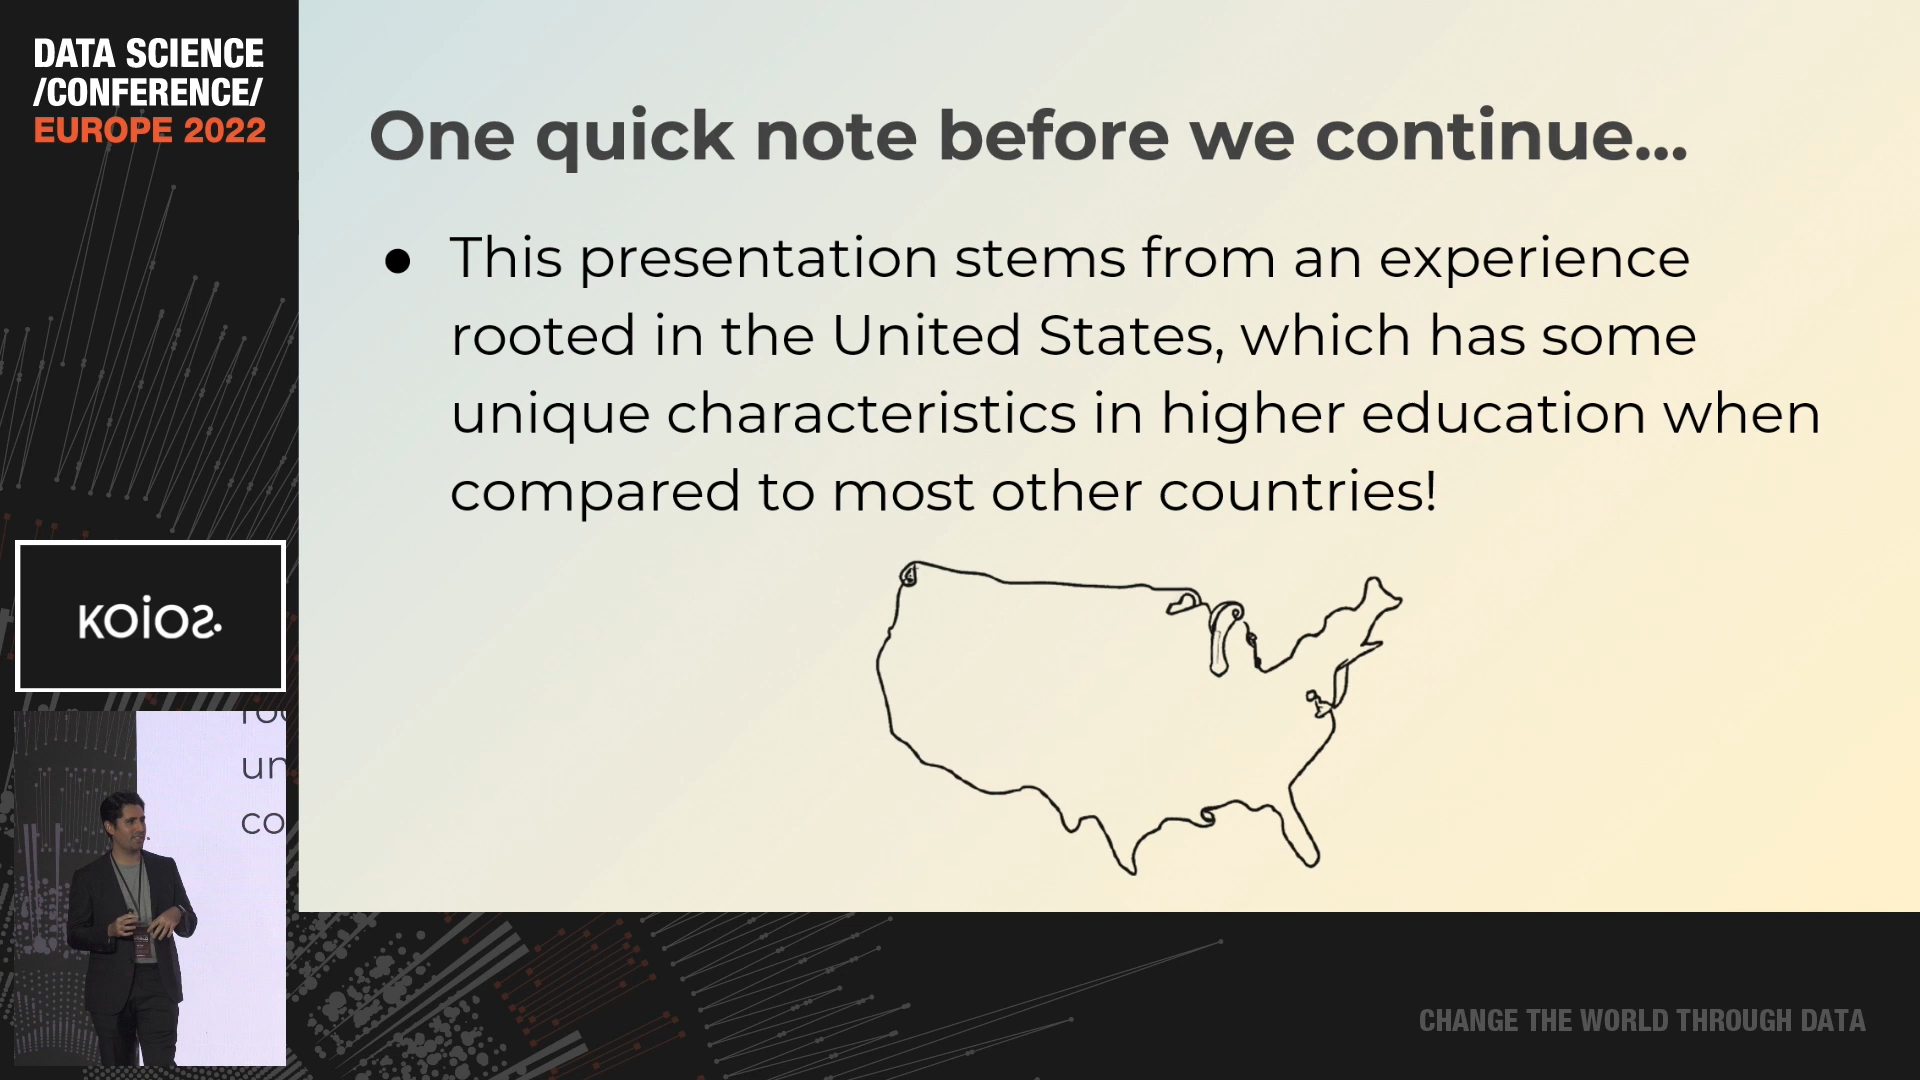 DATA SCIENCE
/CONFERENCE/
EUROPE 2022
One quick note before we continue...
● This presentation stems from an experience
rooted in the United States, which has some
unique characteristics in higher education when
compared to most other countries!
KOIOS.
un
co
CHANGE THE WORLD THROUGH DATA